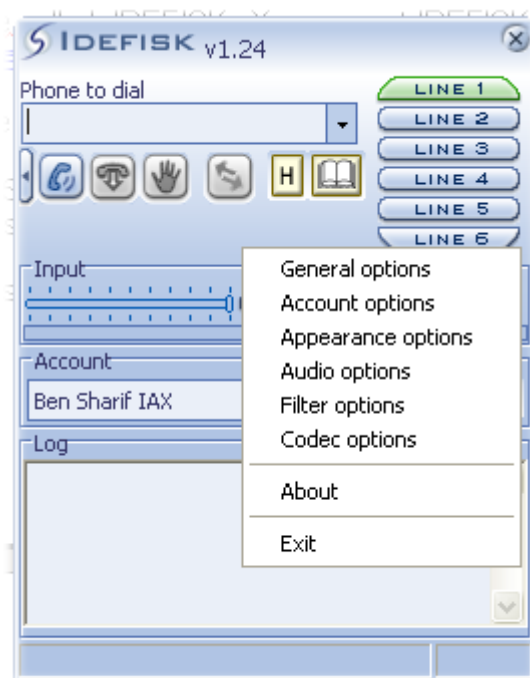 IDEFISK v1.24
Phone to dial
LINE 1
LINE 2
LINE 3
LINE 4
LINE 5
LINE 6
H
Input
General options
Account options
Appearance options
Audio options
Filter options
Codec options
About
Exit
Account
Ben Sharif IAX
Log